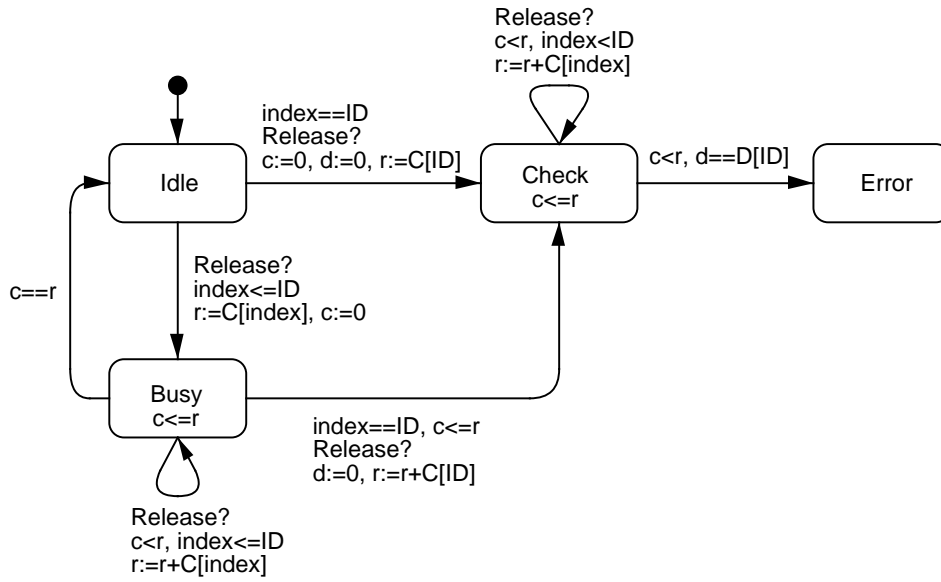 Release?
c<r, index<ID
r:=r+C[index]
index==ID
Release?
c:=0, d:=0, r:=C[ID]
Idle
Check
c<=r
c<r, d==D[ID]
Error
c==r
Release?
index<=ID
r:=C[index], c:=0
Busy
c<=r
index==ID, c<=r
Release?
d:=0, r:=r+C[ID]
Release?
c<r, index<=ID
r:=r+C[index]